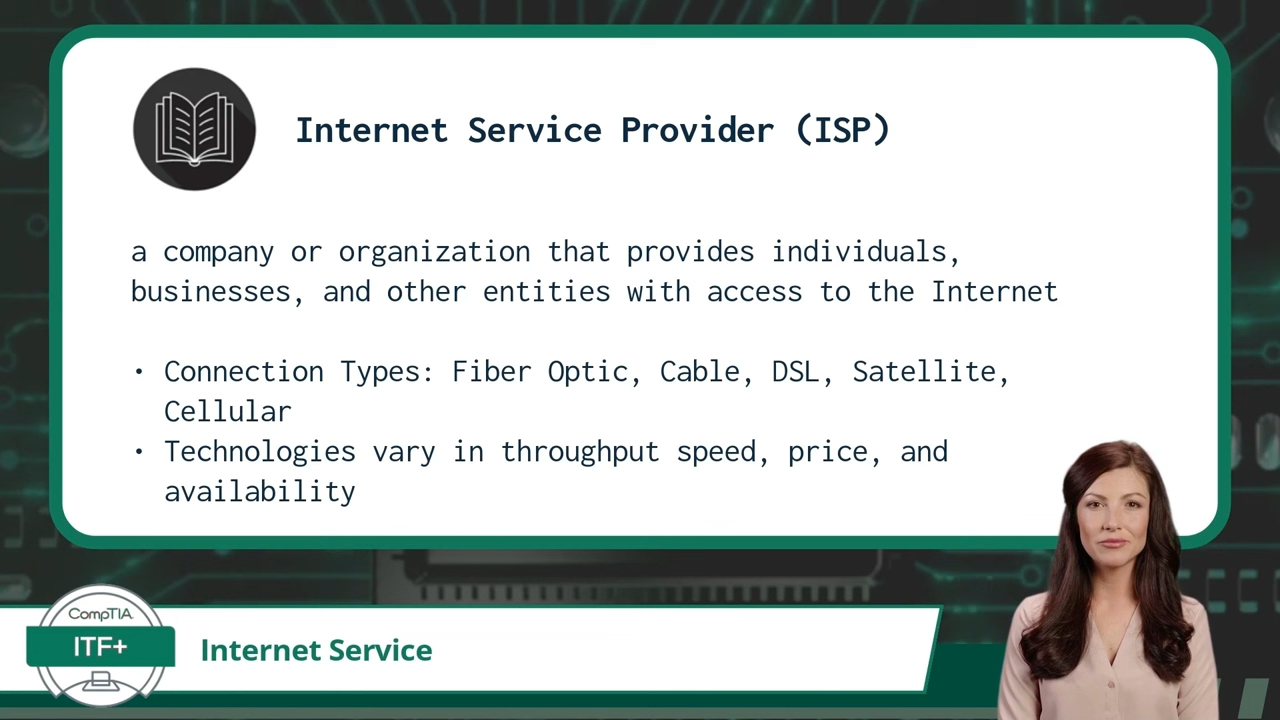 Internet Service Provider (ISP)
a company or organization that provides individuals,
businesses, and other entities with access to the Internet
• Connection Types: Fiber Optic, Cable, DSL, Satellite,
Cellular
• Technologies vary in throughput speed, price, and
availability
CompTIA
ITF+
Internet Service